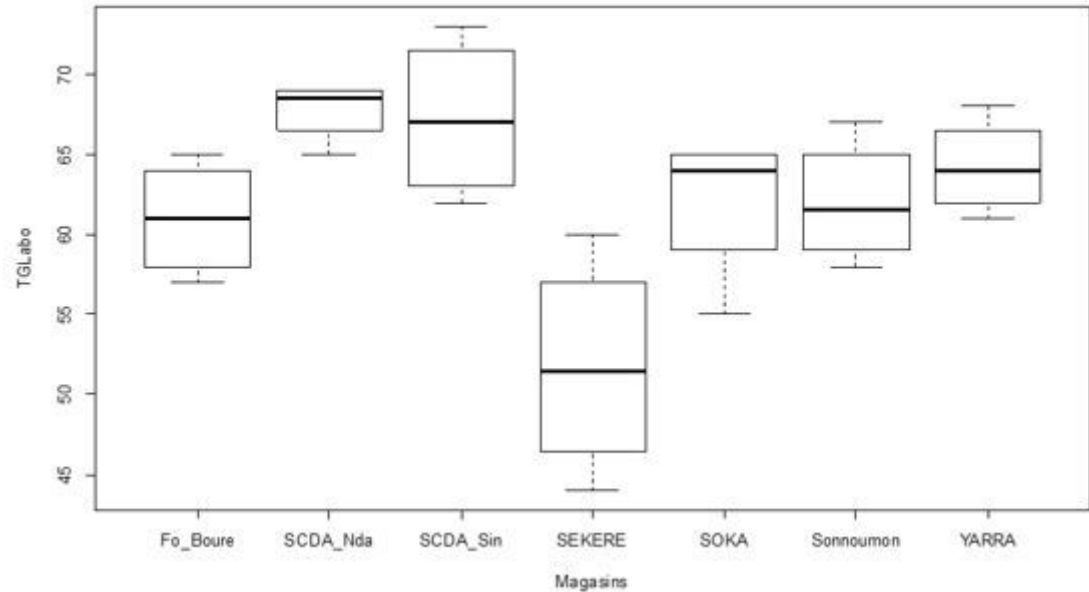 TGLabo
70
65
60
55
50
45
Fo_Boure SCDA_Nda SCDA_Sin SEKERE SOKA Sonnoumon YARRA
Magasins